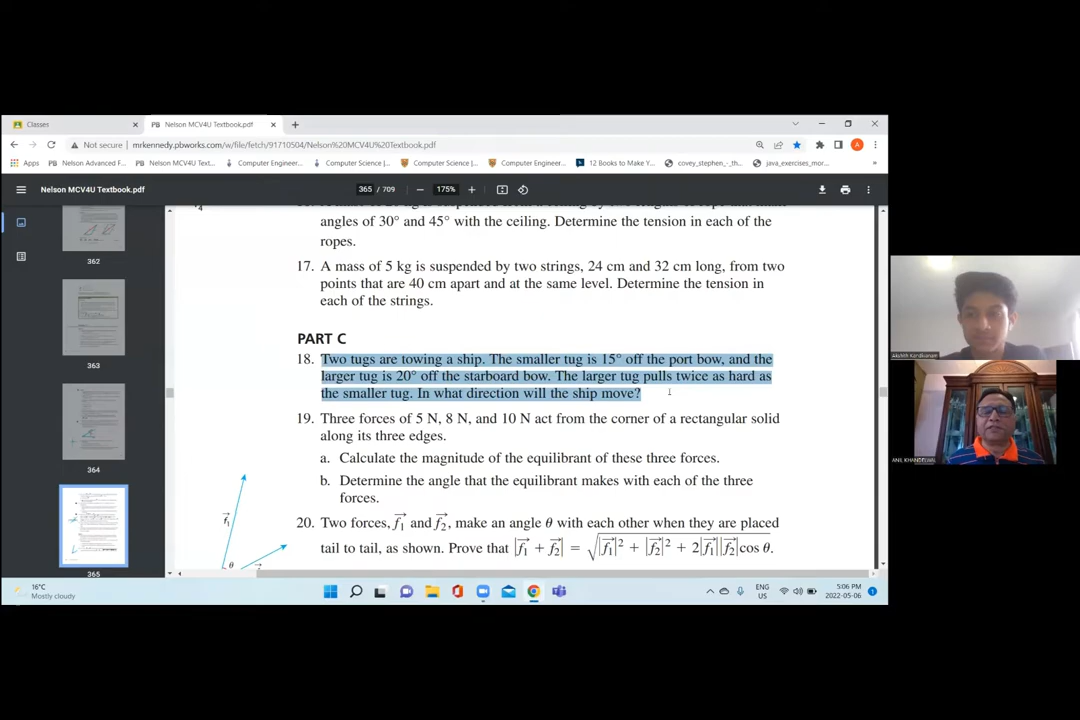 Classes
PB Nelson MCV4U Textbook.pdf
Not secure | mrkennedy.pbworks.com/w/file/fetch/91710504/Nelson%20MCV4U%20Textbook.pdf
Apps PB Nelson Advanced F... PB Nelson MCV4U Text... Computer Engineer... Computer Science |... Computer Science |... Computer Engineer... 12 Books to Make Y... covey_stephen_-_th... java_exercises_mor... »
Nelson MCV4U Textbook.pdf 365 / 709 175%
362
363
364
365
angles of 30° and 45° with the ceiling. Determine the tension in each of the
ropes.
17. A mass of 5 kg is suspended by two strings, 24 cm and 32 cm long, from two
points that are 40 cm apart and at the same level. Determine the tension in
each of the strings.
PART C
18. Two tugs are towing a ship. The smaller tug is 15° off the port bow, and the
larger tug is 20° off the starboard bow. The larger tug pulls twice as hard as
the smaller tug. In what direction will the ship move?
19. Three forces of 5 N, 8 N, and 10 N act from the corner of a rectangular solid
along its three edges.
a. Calculate the magnitude of the equilibrant of these three forces.
b. Determine the angle that the equilibrant makes with each of the three
forces.
20. Two forces, f₁⃗ and f₂⃗, make an angle θ with each other when they are placed
tail to tail, as shown. Prove that |f₁⃗ + f₂⃗| = √|f₁⃗|² + |f₂⃗|² + 2|f₁⃗||f₂⃗|cos θ.
f₁⃗
θ
16°C
Mostly cloudy
ENG
US
5:06 PM
2022-05-06
Akshith Kandikanam
ANIL KHANDELWAL